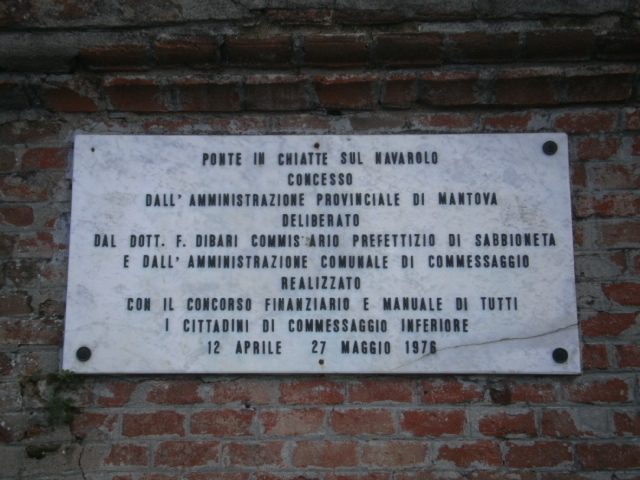 PONTE IN CHIATTE SUL NAVAROLO
CONCESSO
DALL'AMMINISTRAZIONE PROVINCIALE DI MANTOVA
DELIBERATO
DAL DOTT. F. DIBARI COMMISSARIO PREFETTIZIO DI SABBIONETA
E DALL'AMMINISTRAZIONE COMUNALE DI COMMESSAGGIO
REALIZZATO
CON IL CONCORSO FINANZIARIO E MANUALE DI TUTTI
I CITTADINI DI COMMESSAGGIO INFERIORE
12 APRILE 27 MAGGIO 1976